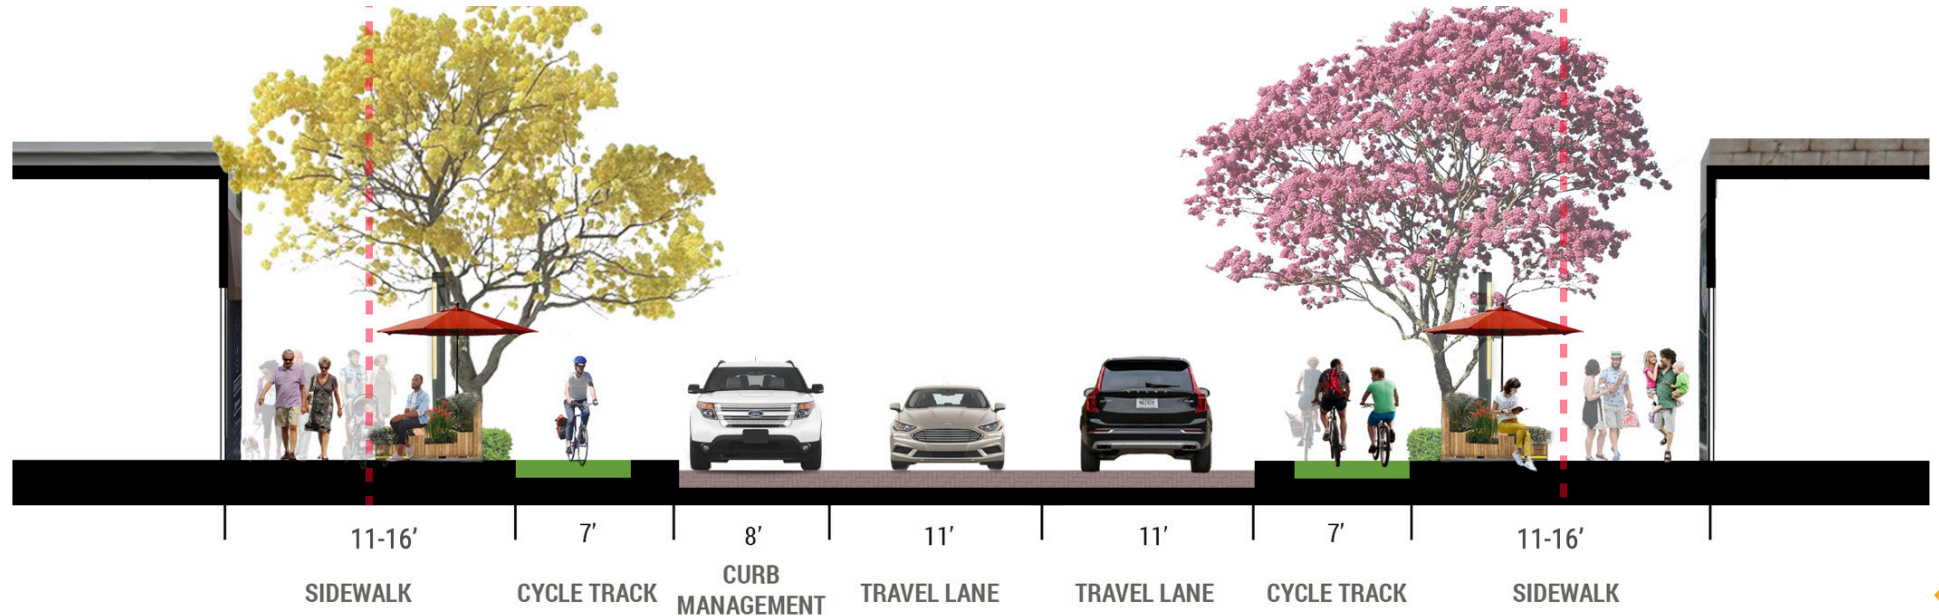 11-16’
7’
8’
11’
11’
7’
11-16’
SIDEWALK
CYCLE TRACK
CURB
MANAGEMENT
TRAVEL LANE
TRAVEL LANE
CYCLE TRACK
SIDEWALK